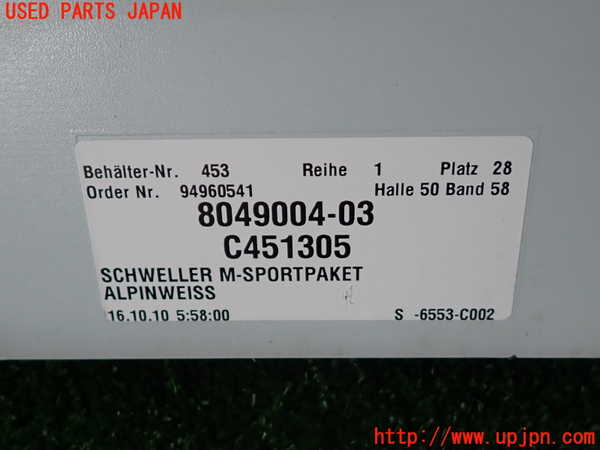 USED PARTS JAPAN
Behälter-Nr. 453 Reihe 1 Platz 28
Order Nr. 94960541 Halle 50 Band 58
8049004-03
C451305
SCHWELLER M-SPORTPAKET
ALPINWEISS
16.10.10 5:58:00 S -6553-C002
http://www.upjpn.com/